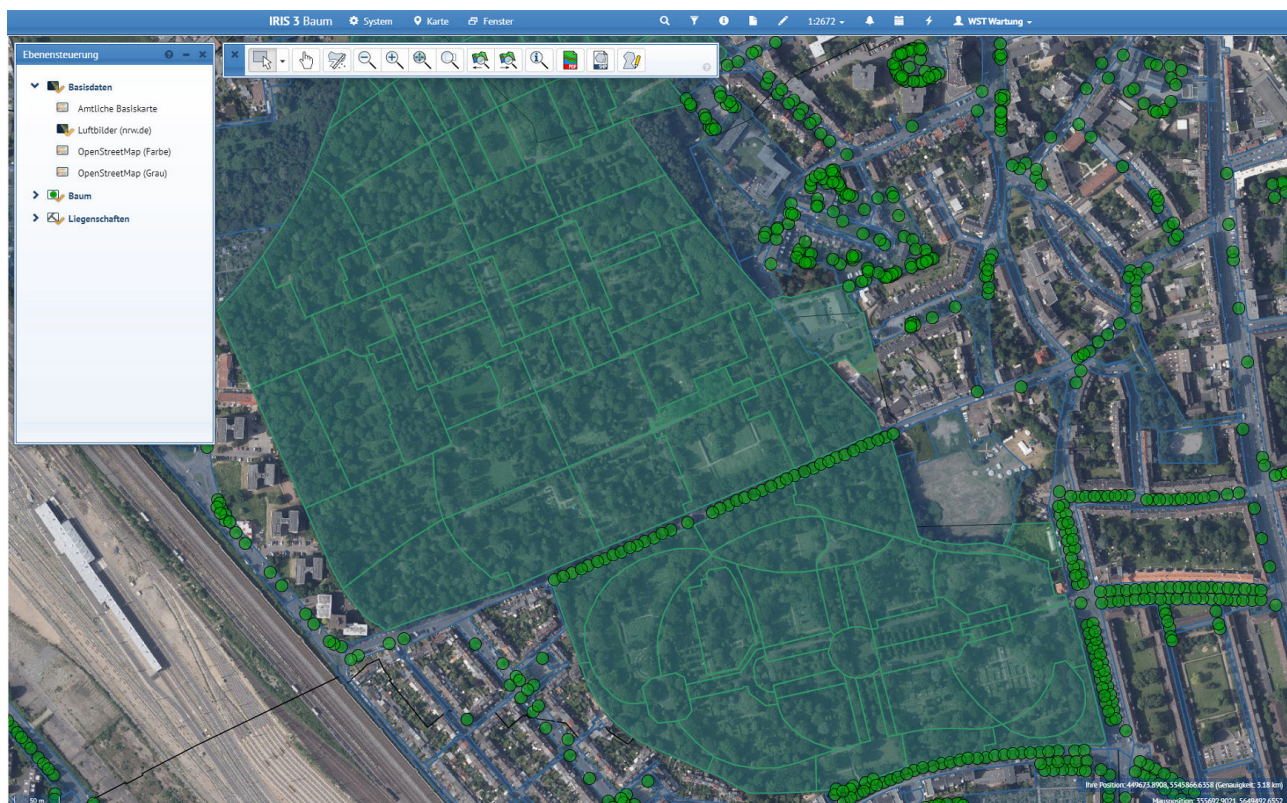 IRIS 3 Baum System Karte Fenster 1:2672 WST Wartung
Ebenensteuerung
Basisdaten
Amtliche Basiskarte
Luftbilder (nrw.de)
OpenStreetMap (Farbe)
OpenStreetMap (Grau)
Baum
Liegenschaften
PDF
50 m
Ihre Position: 449673.8908, 5545866.6358 (Genauigkeit: 3.18 km)